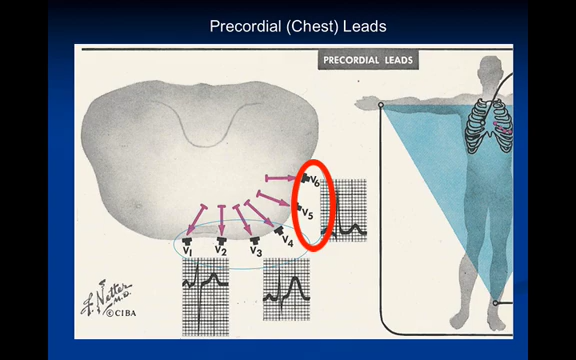 Precordial (Chest) Leads
PRECORDIAL LEADS
V6
V5
V4
V1
V2
V3
F. Netter
M.D.
© CIBA